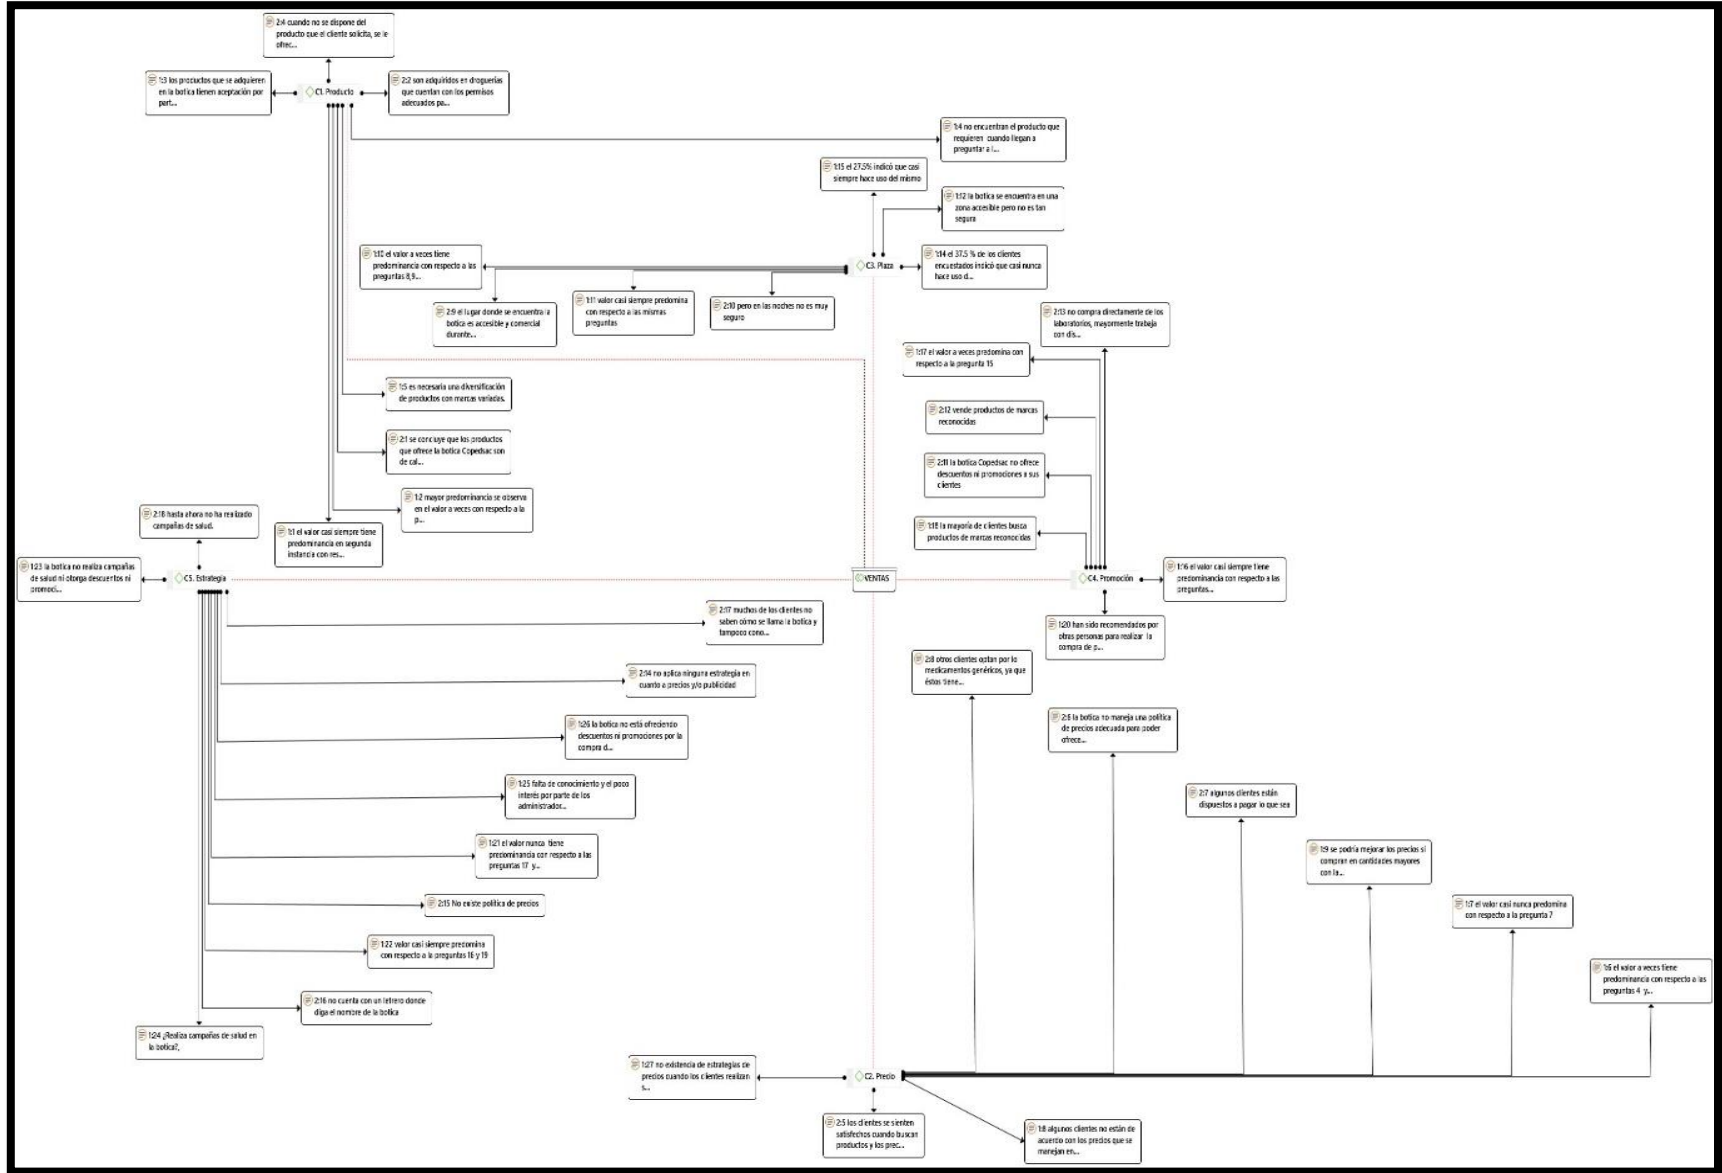 2:4 cuando no se dispone del
producto que el cliente solicita, se le
ofrec...
1:3 los productos que se adquieren
en la botica tienen aceptación por
part...
C1. Producto
2:2 son adquiridos en droguerías
que cuentan con los permisos
adecuados pa...
1:4 no encuentran el producto que
requieren cuando llegan a
preguntar a l...
1:15 el 27.5% indicó que casi
siempre hace uso del mismo
1:12 la botica se encuentra en una
zona accesible pero no es tan
segura
1:10 el valor a veces tiene
predominancia con respecto a las
preguntas 8,9...
C3. Plaza
1:14 el 37.5 % de los clientes
encuestados indicó que casi nunca
hace uso d...
2:9 el lugar donde se encuentra la
botica es accesible y comercial
durante...
1:11 valor casi siempre predomina
con respecto a las mismas
preguntas
2:10 pero en las noches no es muy
seguro
2:13 no compra directamente de los
laboratorios, mayormente trabaja
con dis...
1:17 el valor a veces predomina con
respecto a la pregunta 15
1:5 es necesaria una diversificación
de productos con marcas variadas.
2:12 vende productos de marcas
reconocidas
2:1 se concluye que los productos
que ofrece la botica Copedsac son
de cal...
2:11 la botica Copedsac no ofrece
descuentos ni promociones a sus
clientes
1:2 mayor predominancia se observa
en el valor a veces con respecto a la
p...
2:18 hasta ahora no ha realizado
campañas de salud.
1:1 el valor casi siempre tiene
predominancia en segunda
instancia con res...
1:18 la mayoría de clientes busca
productos de marcas reconocidas
1:23 la botica no realiza campañas
de salud ni otorga descuentos ni
promoci...
C5. Estrategia
VENTAS
C4. Promoción
1:16 el valor casi siempre tiene
predominancia con respecto a las
preguntas...
2:17 muchos de los clientes no
saben cómo se llama la botica y
tampoco cono...
1:20 han sido recomendados por
otras personas para realizar la
compra de p...
2:14 no aplica ninguna estrategia en
cuanto a precios y/o publicidad
2:8 otros clientes optan por lo
medicamentos genéricos, ya que
éstos tiene...
1:26 la botica no está ofreciendo
descuentos ni promociones por la
compra d...
2:6 la botica no maneja una política
de precios adecuada para poder
ofrece...
1:25 falta de conocimiento y el poco
interés por parte de los
administrador...
2:7 algunos clientes están
dispuestos a pagar lo que sea
1:21 el valor nunca tiene
predominancia con respecto a las
preguntas 17 y...
1:9 se podría mejorar los precios si
compran en cantidades mayores
con la...
2:15 No existe política de precios
1:7 el valor casi nunca predomina
con respecto a la pregunta 7
1:22 valor casi siempre predomina
con respecto a la preguntas 16 y 19
1:6 el valor a veces tiene
predominancia con respecto a las
preguntas 4 y...
2:16 no cuenta con un letrero donde
diga el nombre de la botica
1:24 ¿Realiza campañas de salud en
la botica?,
1:27 no existencia de estrategias de
precios cuando los clientes realizan
s...
C2. Precio
2:5 los clientes se sienten
satisfechos cuando buscan
productos y los prec...
1:8 algunos clientes no están de
acuerdo con los precios que se
manejan en...